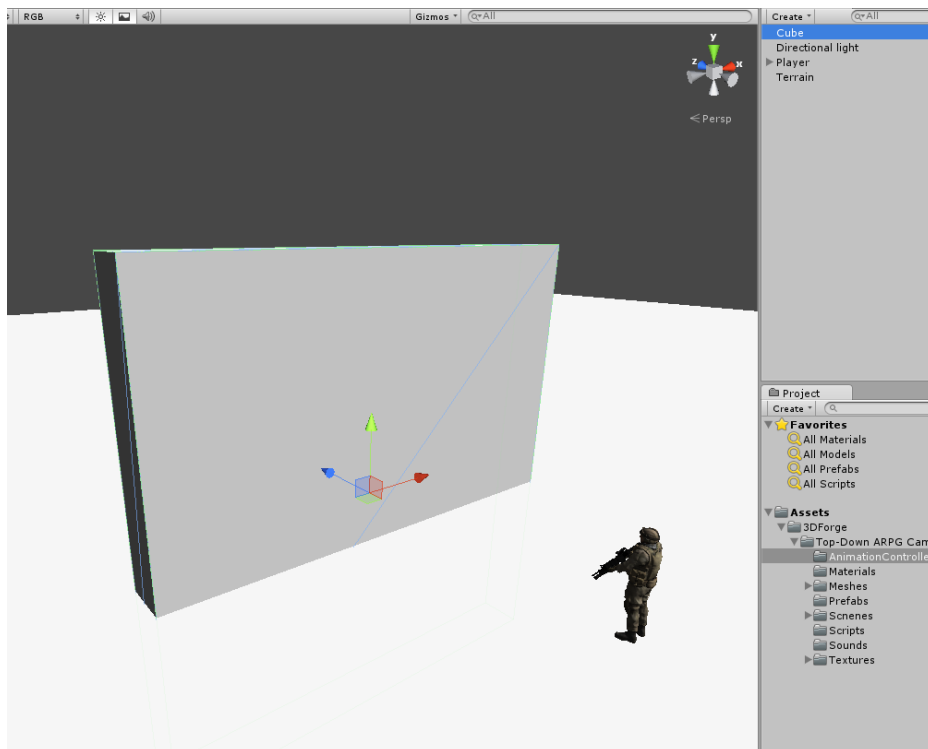 RGB
Gizmos
All
y
z
x
Persp
Create
All
Cube
Directional light
Player
Terrain
Project
Create
Favorites
All Materials
All Models
All Prefabs
All Scripts
Assets
3DForge
Top-Down ARPG Cam
AnimationControlle
Materials
Meshes
Prefabs
Scnenes
Scripts
Sounds
Textures